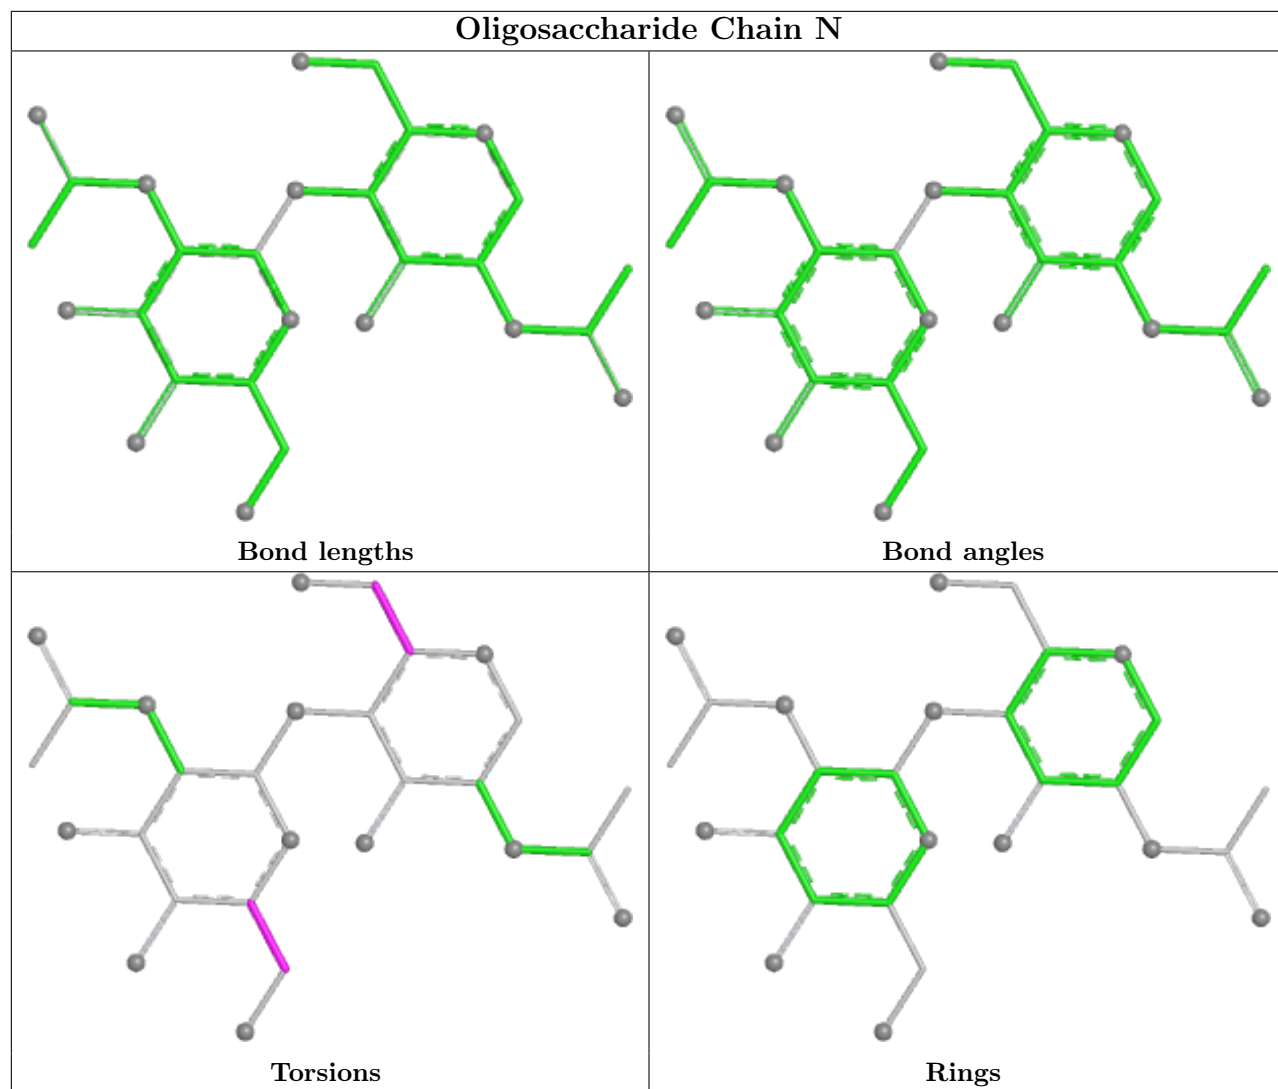 Oligosaccharide Chain N
Bond lengths
Bond angles
Torsions
Rings